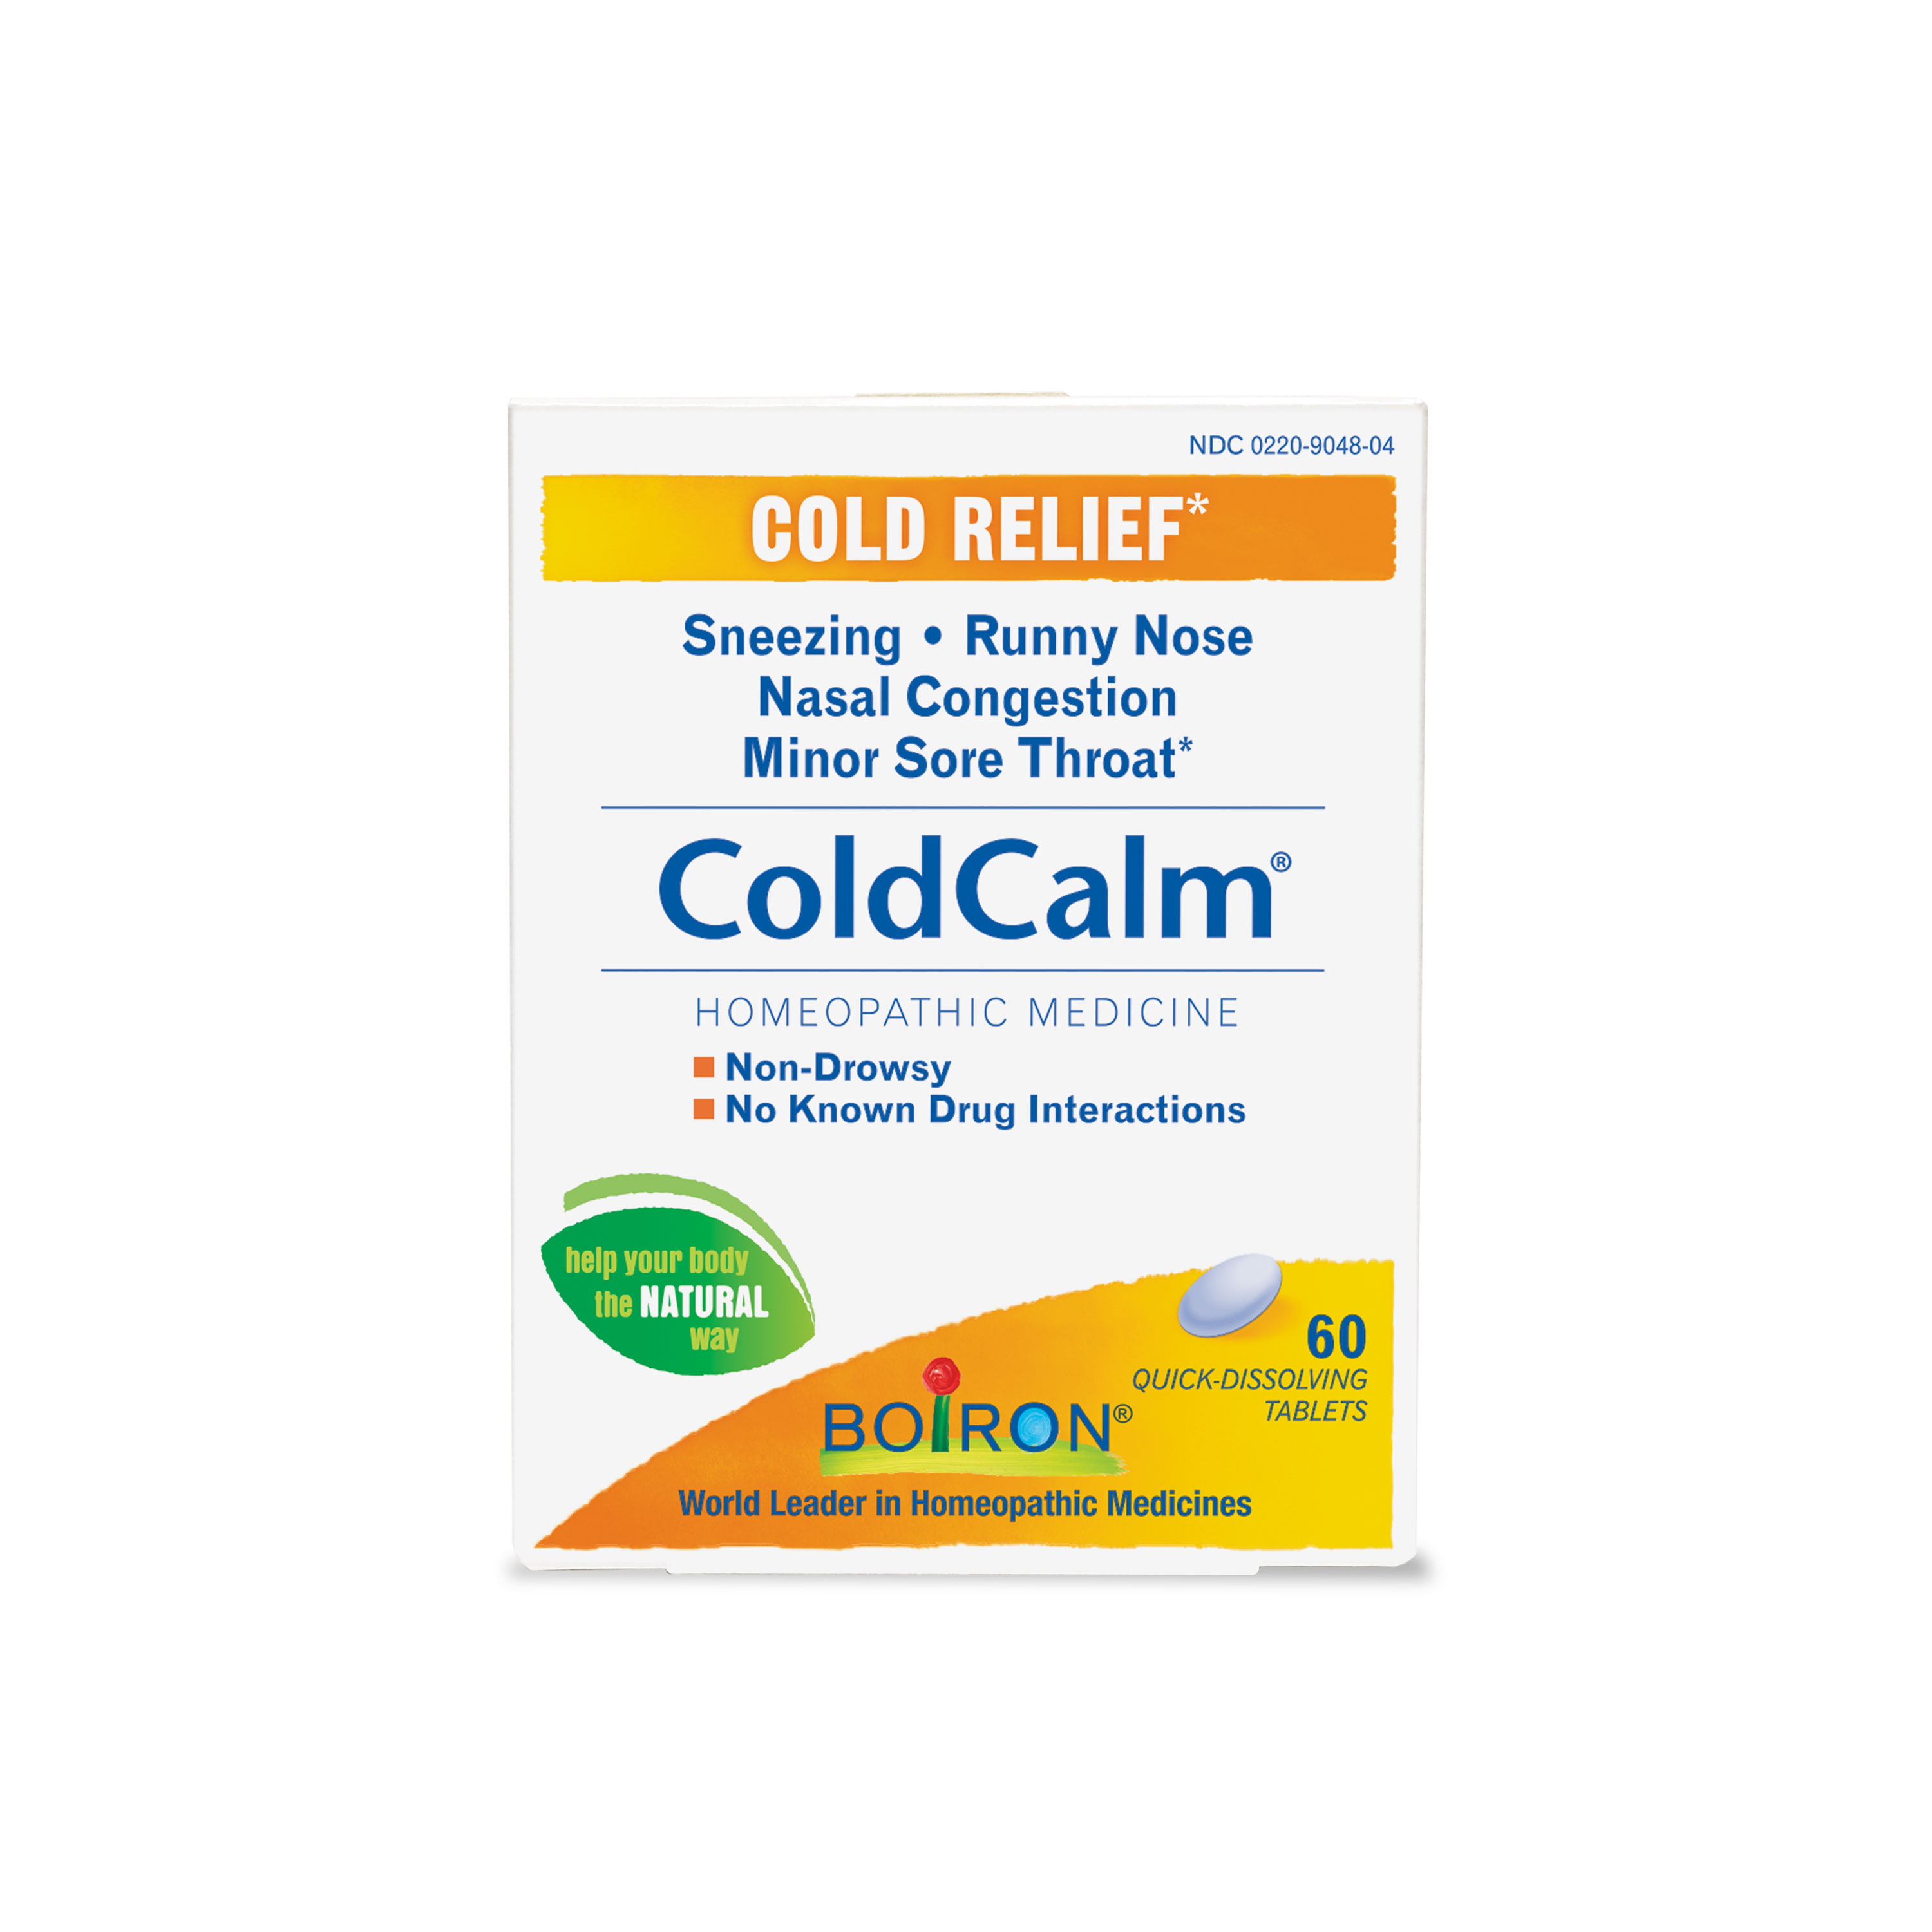 NDC 0220-9048-04
COLD RELIEF*
Sneezing • Runny Nose
Nasal Congestion
Minor Sore Throat*
ColdCalm®
HOMEOPATHIC MEDICINE
Non-Drowsy
No Known Drug Interactions
help your body
the NATURAL
way
60
QUICK-DISSOLVING
TABLETS
BOIRON®
World Leader in Homeopathic Medicines